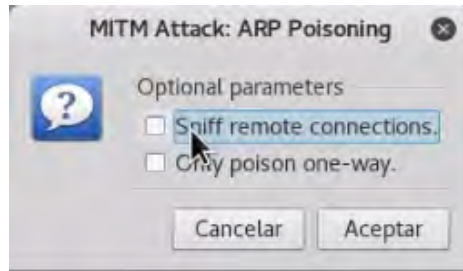 MITM Attack: ARP Poisoning
Optional parameters
Sniff remote connections.
Only poison one-way.
Cancelar Aceptar